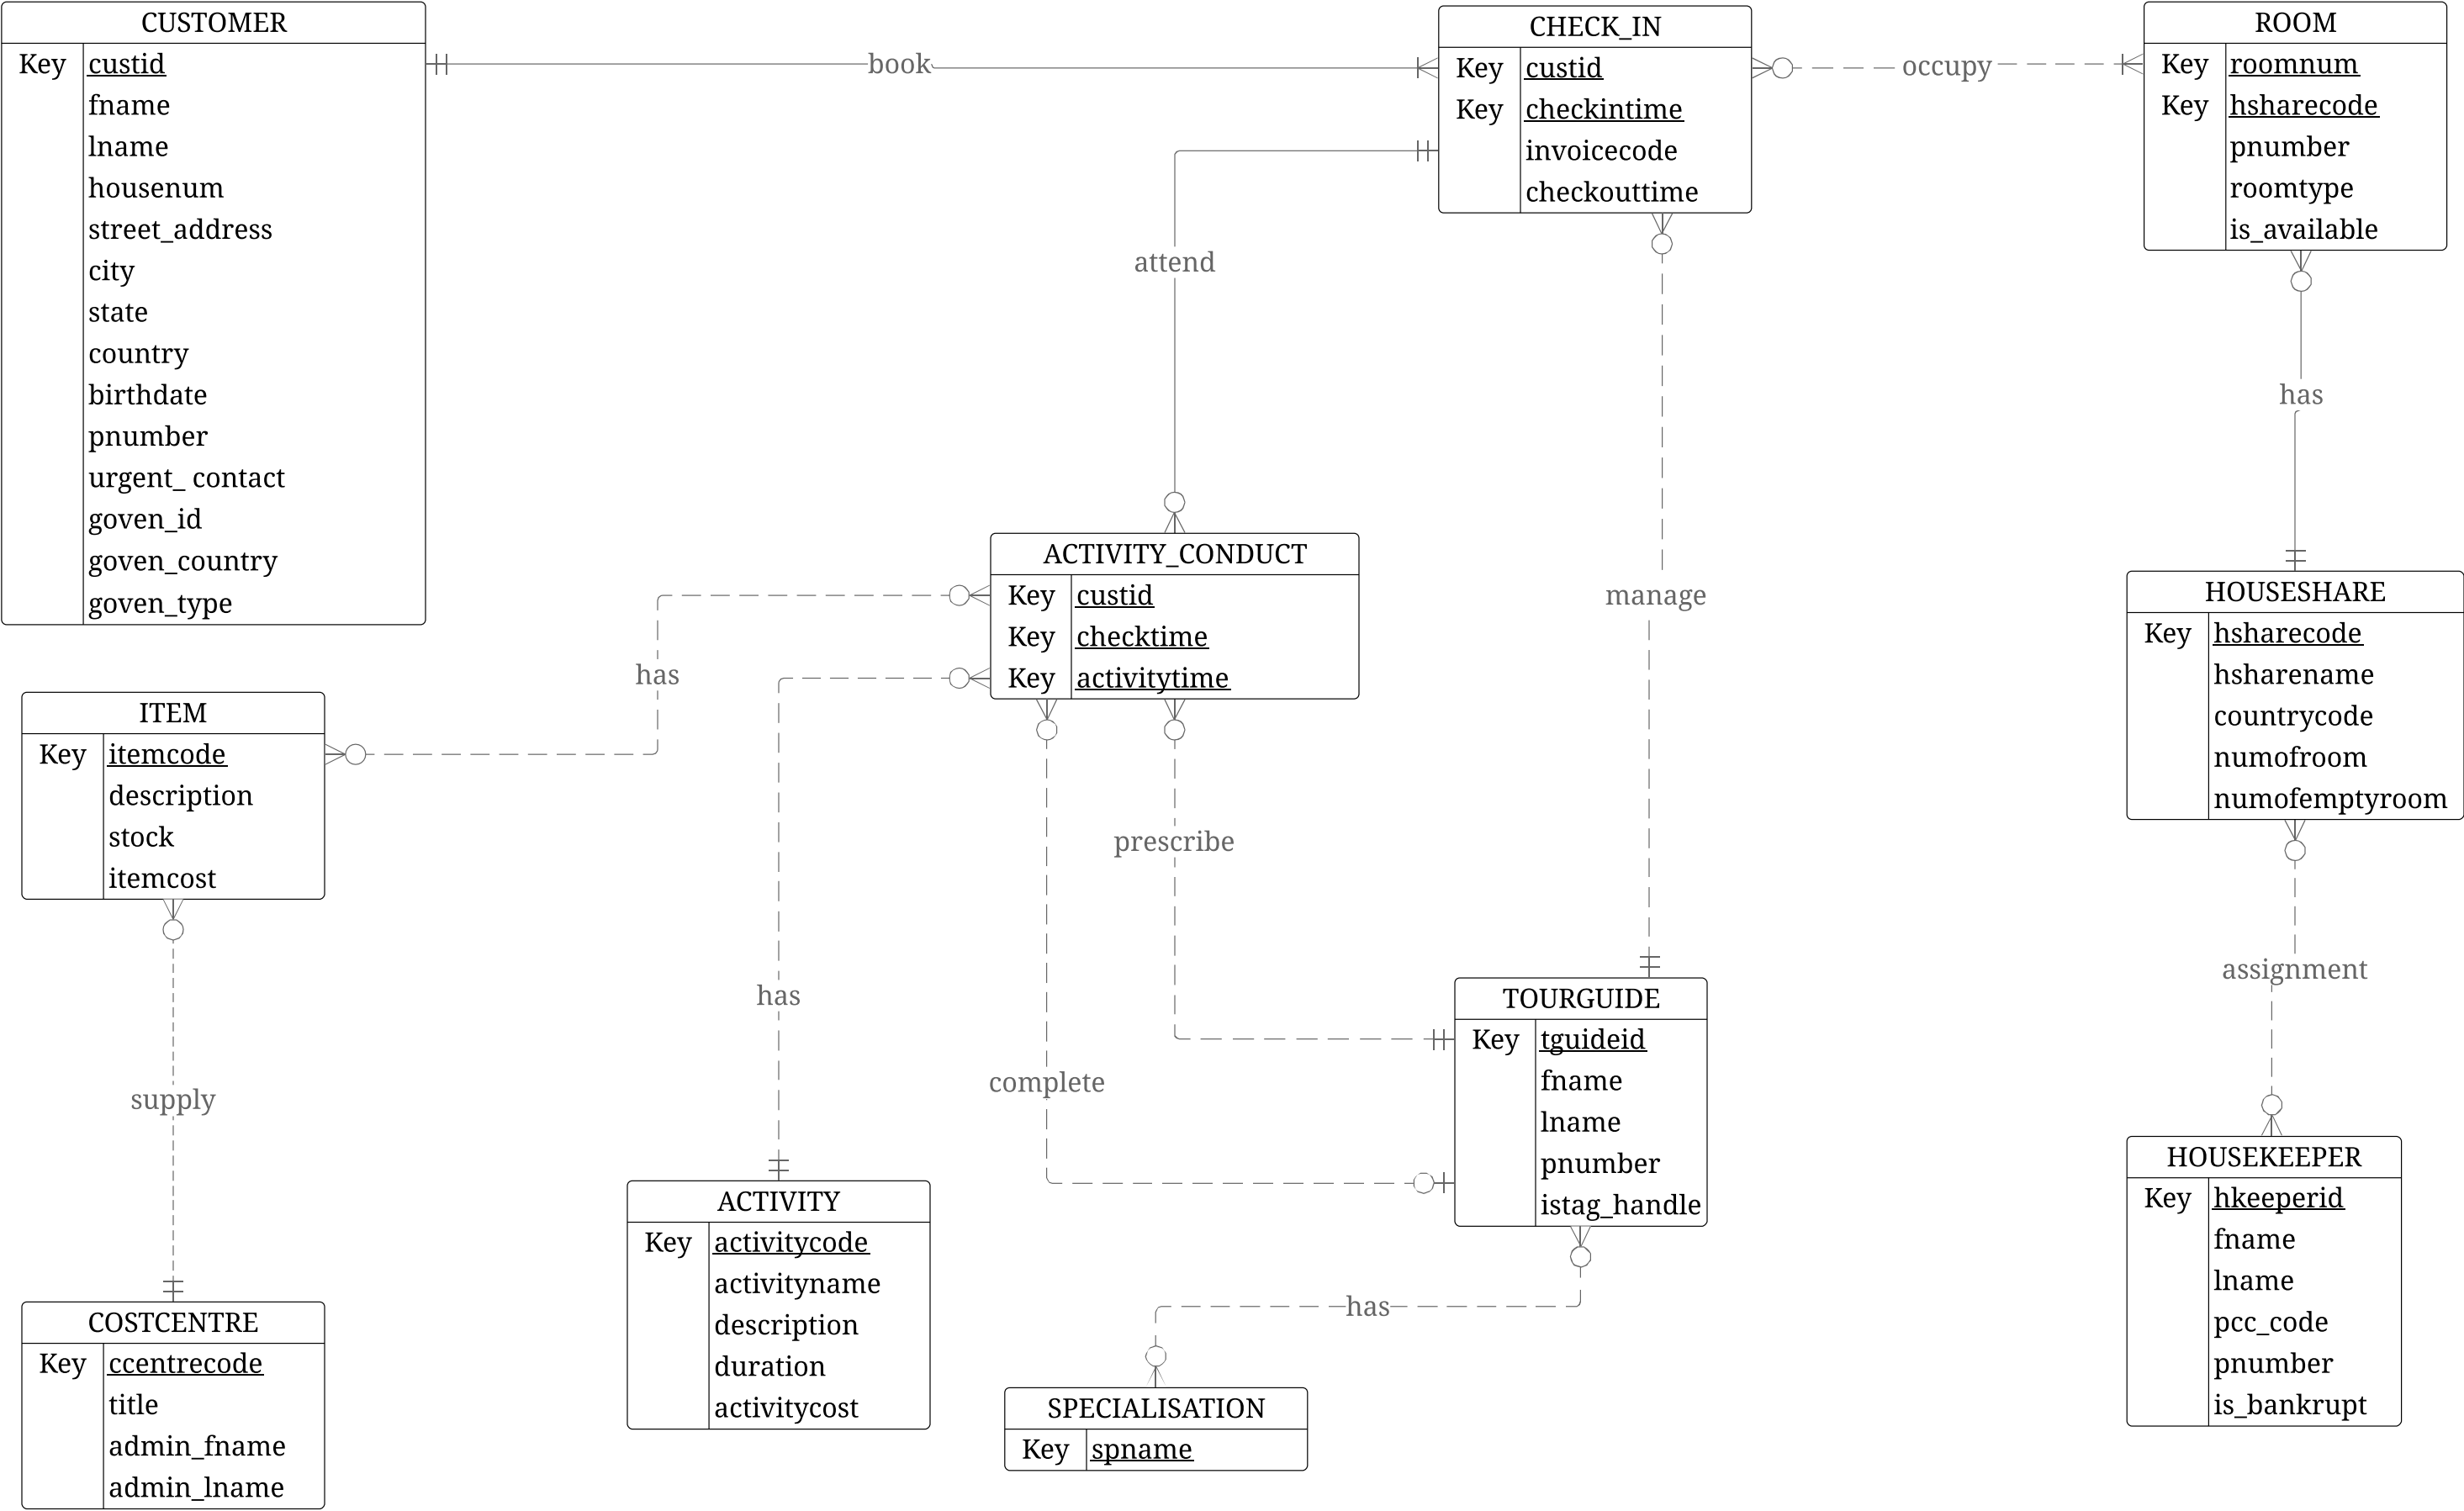 CUSTOMER
Key custid
fname
lname
housenum
street_address
city
state
country
birthdate
pnumber
urgent_ contact
goven_id
goven_country
goven_type
book
CHECK_IN
Key custid
Key checkintime
invoicecode
checkouttime
occupy
ROOM
Key roomnum
Key hsharecode
pnumber
roomtype
is_available
attend
has
manage
ACTIVITY_CONDUCT
Key custid
Key checktime
Key activitytime
HOUSESHARE
Key hsharecode
hsharename
countrycode
numofroom
numofemptyroom
has
ITEM
Key itemcode
description
stock
itemcost
has
prescribe
complete
assignment
supply
TOURGUIDE
Key tguideid
fname
lname
pnumber
istag_handle
HOUSEKEEPER
Key hkeeperid
fname
lname
pcc_code
pnumber
is_bankrupt
ACTIVITY
Key activitycode
activityname
description
duration
activitycost
has
COSTCENTRE
Key ccentrecode
title
admin_fname
admin_lname
SPECIALISATION
Key spname